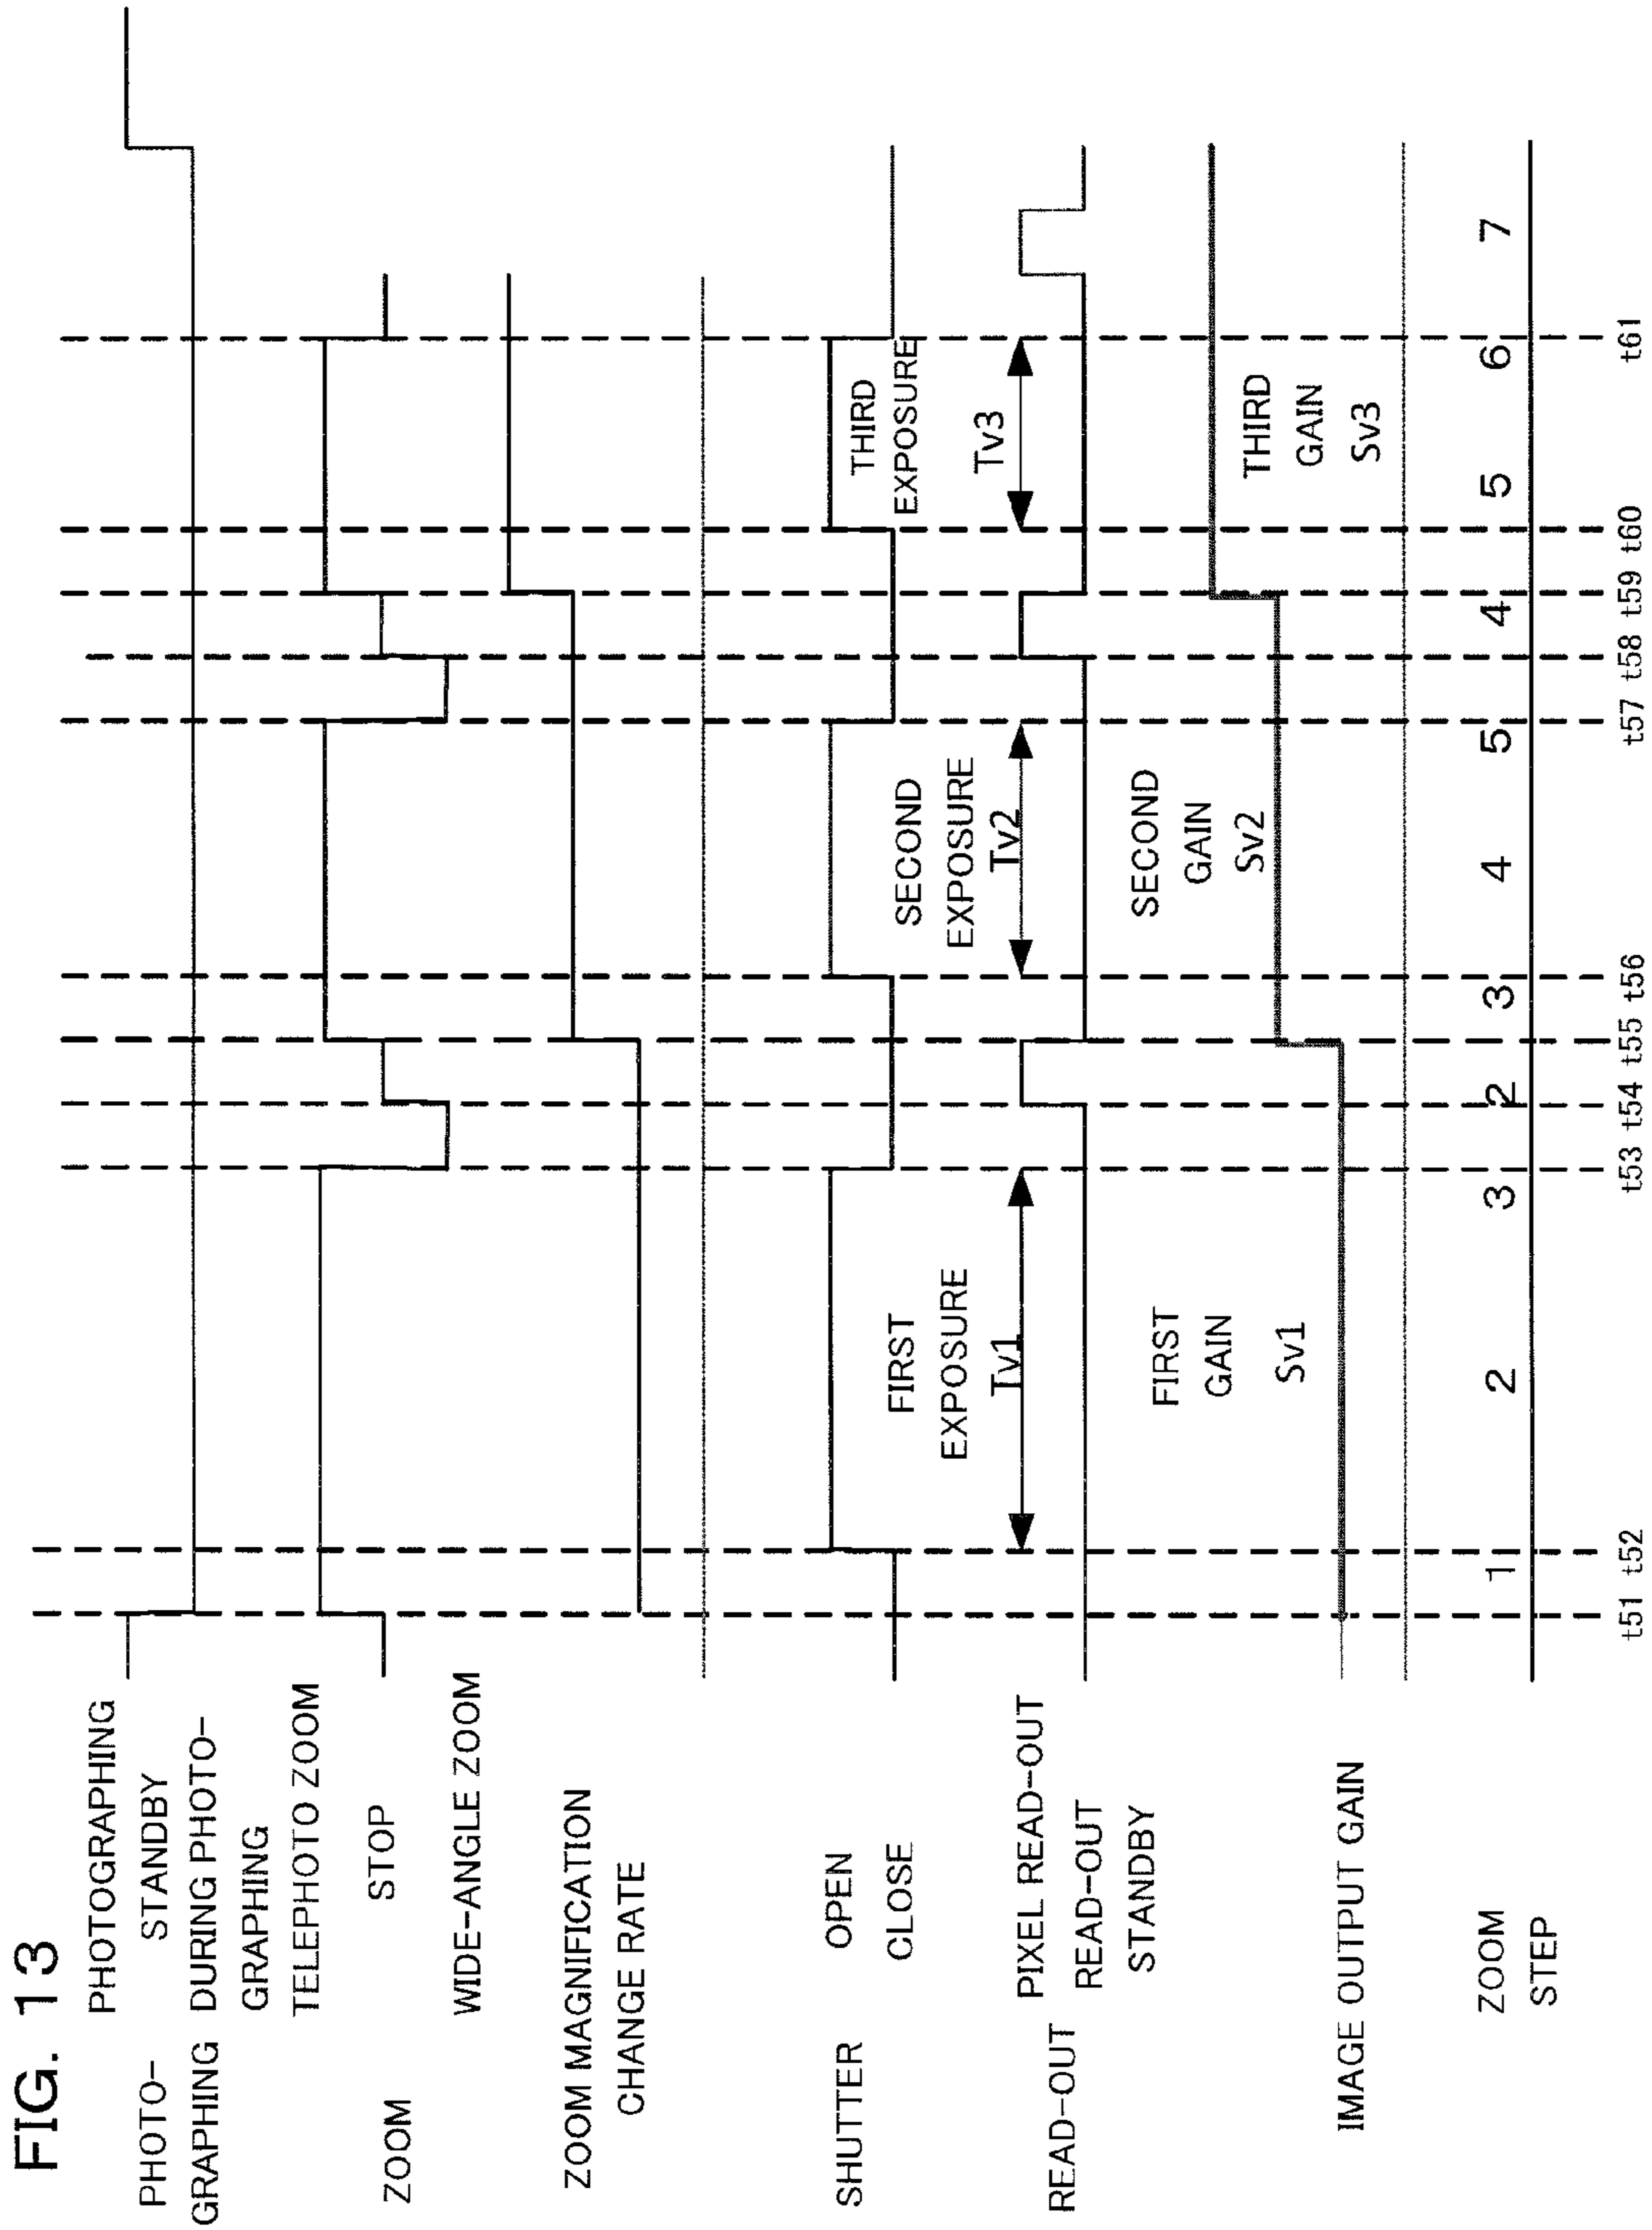 FIG. 13
PHOTO-
GRAPHING
PHOTOGRAPHING
STANDBY
DURING PHOTO-
GRAPHING
ZOOM
TELEPHOTO ZOOM
STOP
WIDE-ANGLE ZOOM
ZOOM MAGNIFICATION
CHANGE RATE
SHUTTER
OPEN
CLOSE
FIRST
EXPOSURE
SECOND
EXPOSURE
THIRD
EXPOSURE
READ-OUT
PIXEL READ-OUT
READ-OUT
STANDBY
Tv1
Tv2
Tv3
IMAGE OUTPUT GAIN
FIRST
GAIN
Sv1
SECOND
GAIN
Sv2
THIRD
GAIN
Sv3
ZOOM
STEP
1 2 3 2 3 4 5 4 5 6 7
t51 t52 t53 t54 t55 t56 t57 t58 t59 t60 t61